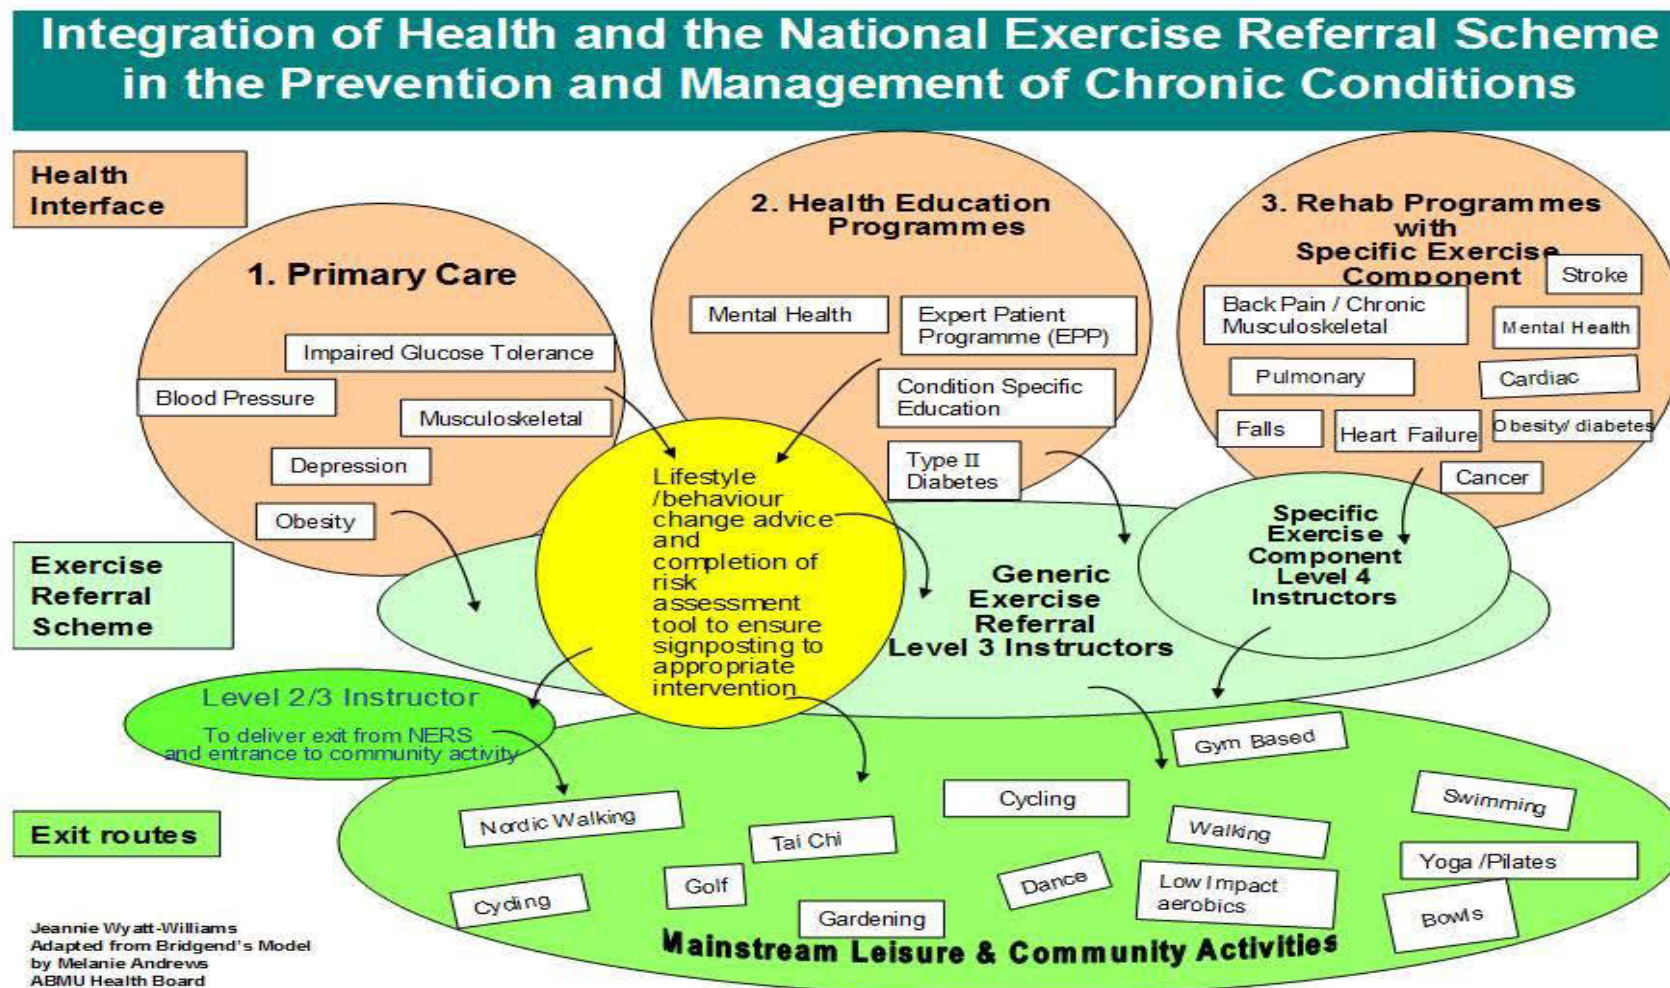 Integration of Health and the National Exercise Referral Scheme
in the Prevention and Management of Chronic Conditions
Health
Interface
1. Primary Care
Impaired Glucose Tolerance
Blood Pressure
Musculoskeletal
Depression
Obesity
2. Health Education
Programmes
Mental Health
Expert Patient
Programme (EPP)
Condition Specific
Education
Type II
Diabetes
3. Rehab Programmes
with
Specific Exercise
Component
Stroke
Back Pain / Chronic
Musculoskeletal
Mental Health
Pulmonary
Cardiac
Falls
Heart Failure
Obesity/ diabetes
Cancer
Exercise
Referral
Scheme
Lifestyle
/behaviour
change advice
and
completion of
risk
assessment
tool to ensure
signposting to
appropriate
intervention
Generic
Exercise
Referral
Level 3 Instructors
Specific
Exercise
Component
Level 4
Instructors
Level 2/3 Instructor
To deliver exit from NERS
and entrance to community activity
Exit routes
Gym Based
Cycling
Swimming
Nordic Walking
Tai Chi
Walking
Yoga /Pilates
Cycling
Golf
Dance
Low Impact
aerobics
Gardening
Bowls
Mainstream Leisure & Community Activities
Jeannie Wyatt-Williams
Adapted from Bridgend's Model
by Melanie Andrews
ABMU Health Board